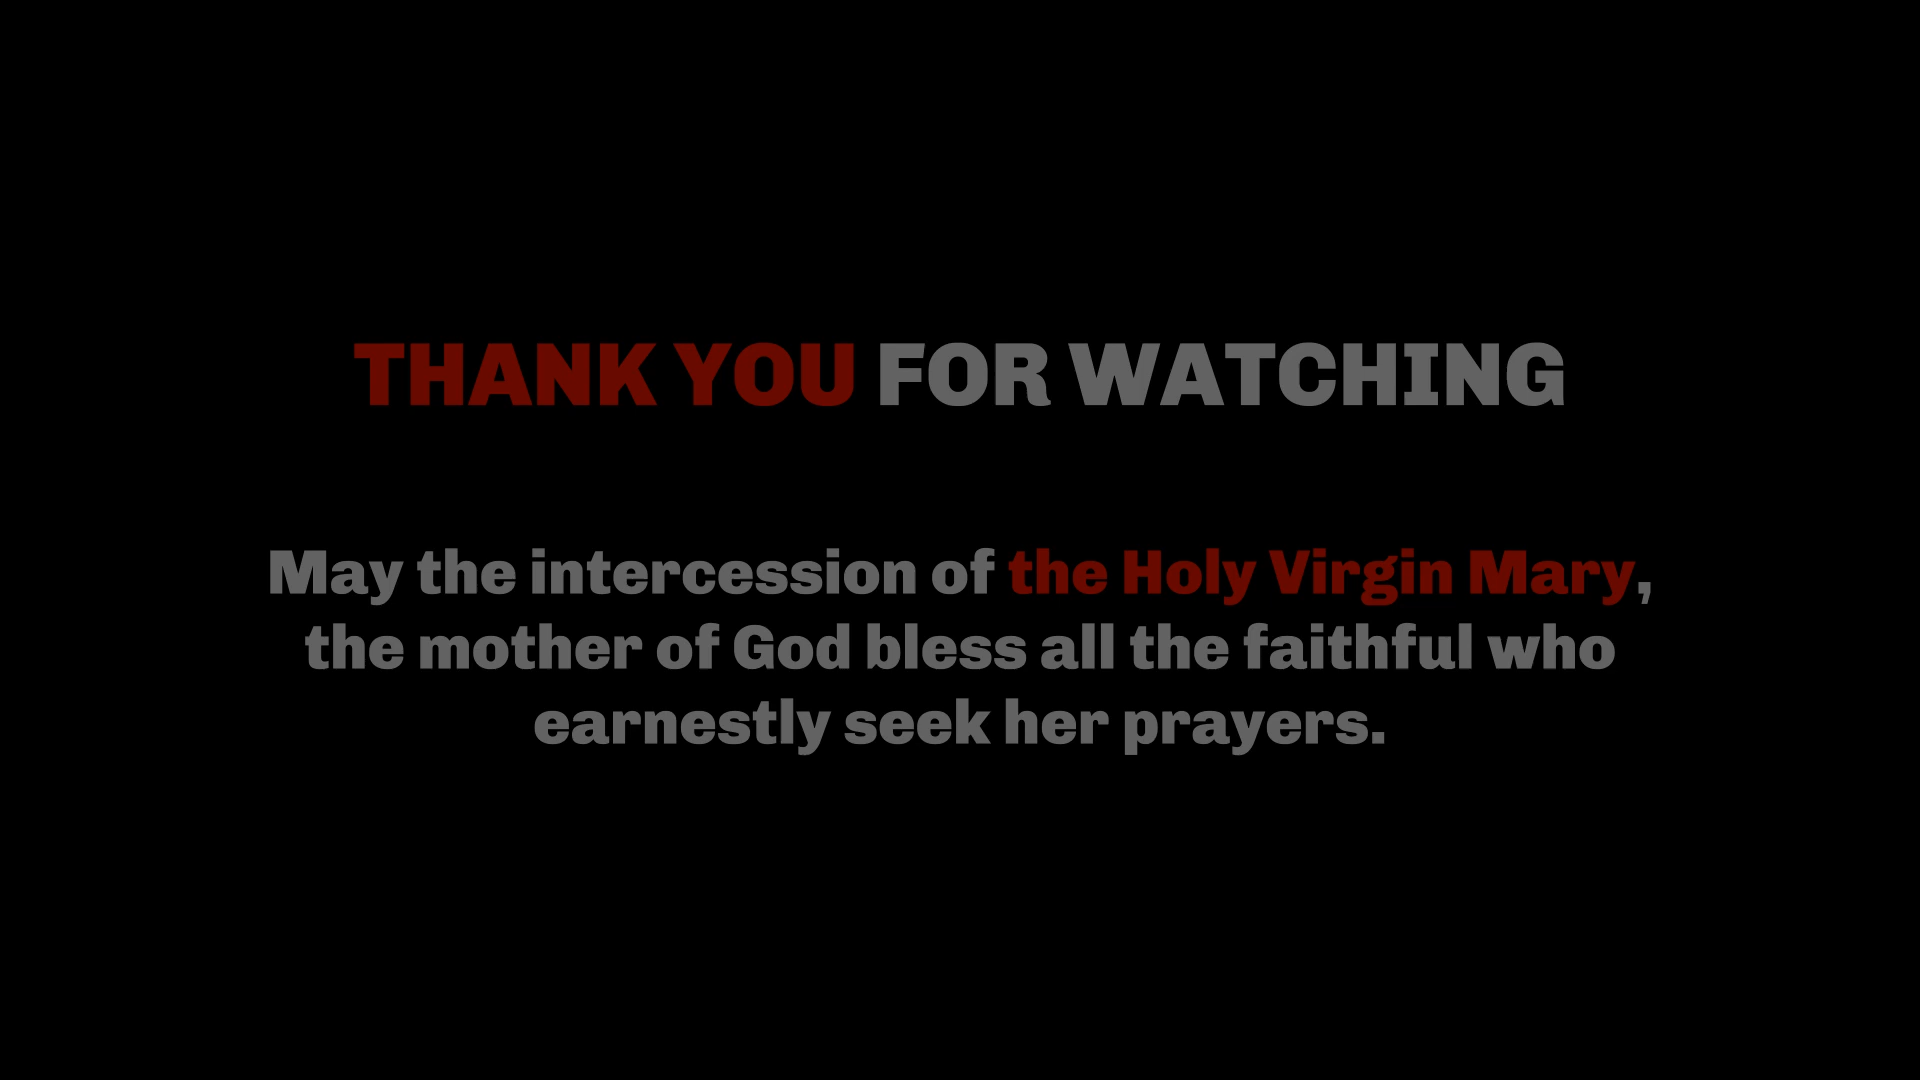 THANK YOU FOR WATCHING
May the intercession of the Holy Virgin Mary,
the mother of God bless all the faithful who
earnestly seek her prayers.